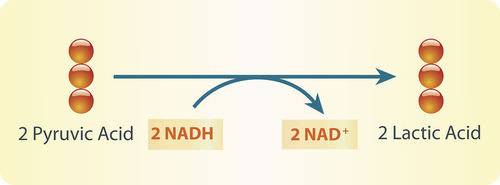 2 Pyruvic Acid
2 NADH
2 NAD⁺
2 Lactic Acid